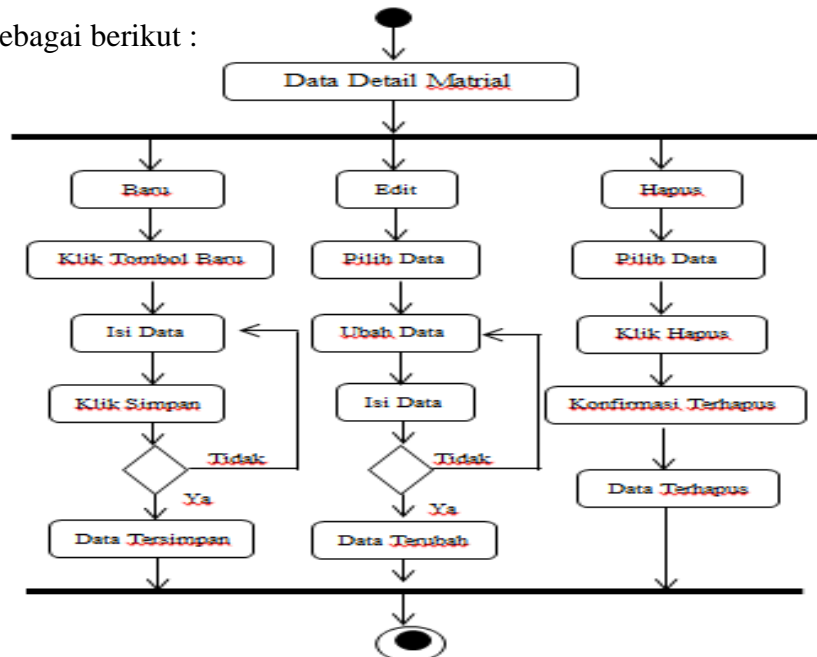 ebagai berikut :
Data Detail Matrial
Baru
Edit
Hapus
Klik Tombol Baru
Pilih Data
Pilih Data
Isi Data
Ubah Data
Klik Hapus
Klik Simpan
Isi Data
Konfirmasi Terhapus
Tidak
Tidak
Ya
Ya
Data Terhapus
Data Tersimpan
Data Terubah